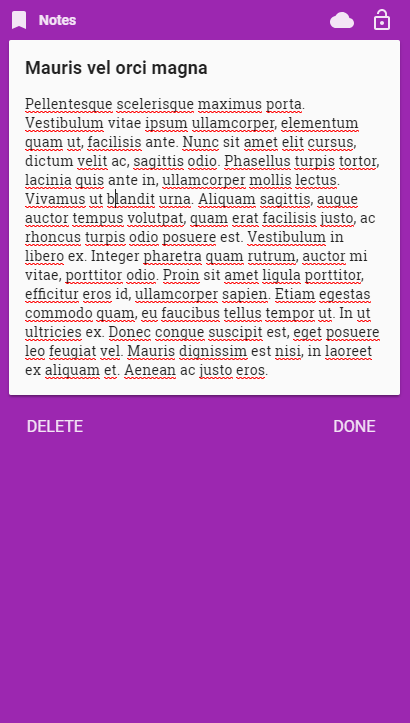 Notes
Mauris vel orci magna
Pellentesque scelerisque maximus porta.
Vestibulum vitae ipsum ullamcorper, elementum
quam ut, facilisis ante. Nunc sit amet elit cursus,
dictum velit ac, sagittis odio. Phasellus turpis tortor,
lacinia quis ante in, ullamcorper mollis lectus.
Vivamus ut blandit urna. Aliquam sagittis, augue
auctor tempus volutpat, quam erat facilisis justo, ac
rhoncus turpis odio posuere est. Vestibulum in
libero ex. Integer pharetra quam rutrum, auctor mi
vitae, porttitor odio. Proin sit amet ligula porttitor,
efficitur eros id, ullamcorper sapien. Etiam egestas
commodo quam, eu faucibus tellus tempor ut. In ut
ultricies ex. Donec congue suscipit est, eget posuere
leo feugiat vel. Mauris dignissim est nisi, in laoreet
ex aliquam et. Aenean ac justo eros.
DELETE DONE